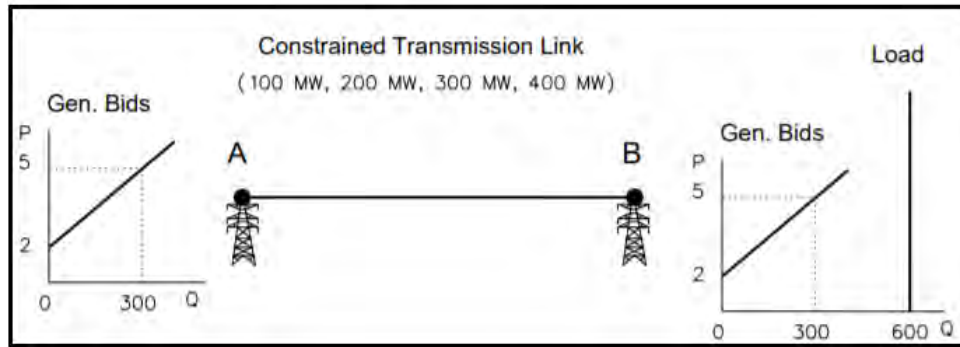 Constrained Transmission Link
(100 MW, 200 MW, 300 MW, 400 MW)
Load
Gen. Bids
P
5
2
0
300
Q
A
B
Gen. Bids
P
5
2
0
300
600
Q